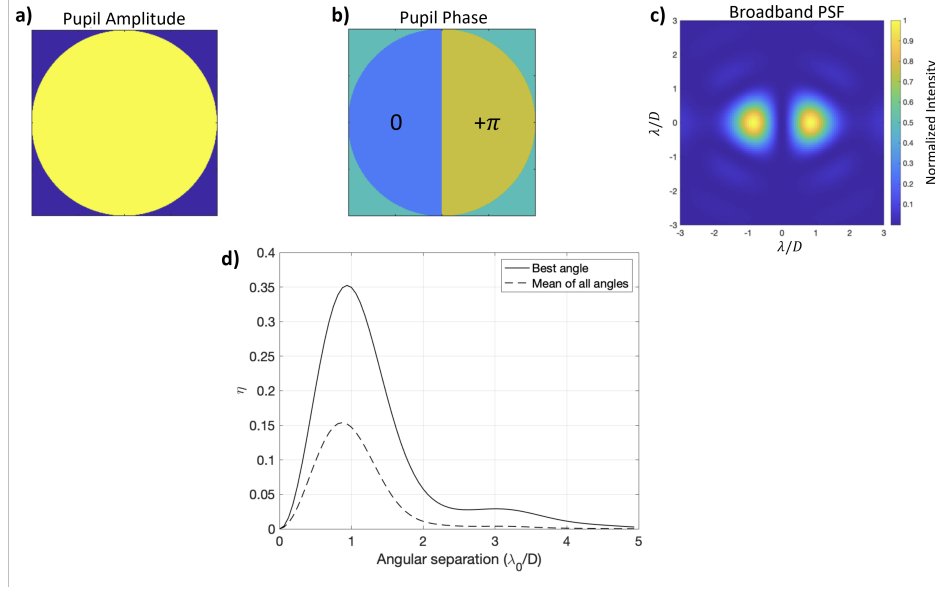 a)
Pupil Amplitude
b)
Pupil Phase
0
+π
c)
Broadband PSF
3
2
1
0
-1
-2
-3
λ/D
-3 -2 -1 0 1 2 3
λ/D
1
0.9
0.8
0.7
0.6
0.5
0.4
0.3
0.2
0.1
Normalized Intensity
d)
0.4
0.35
0.3
0.25
0.2
0.15
0.1
0.05
0
η
Best angle
Mean of all angles
0 1 2 3 4 5
Angular separation (λ₀/D)